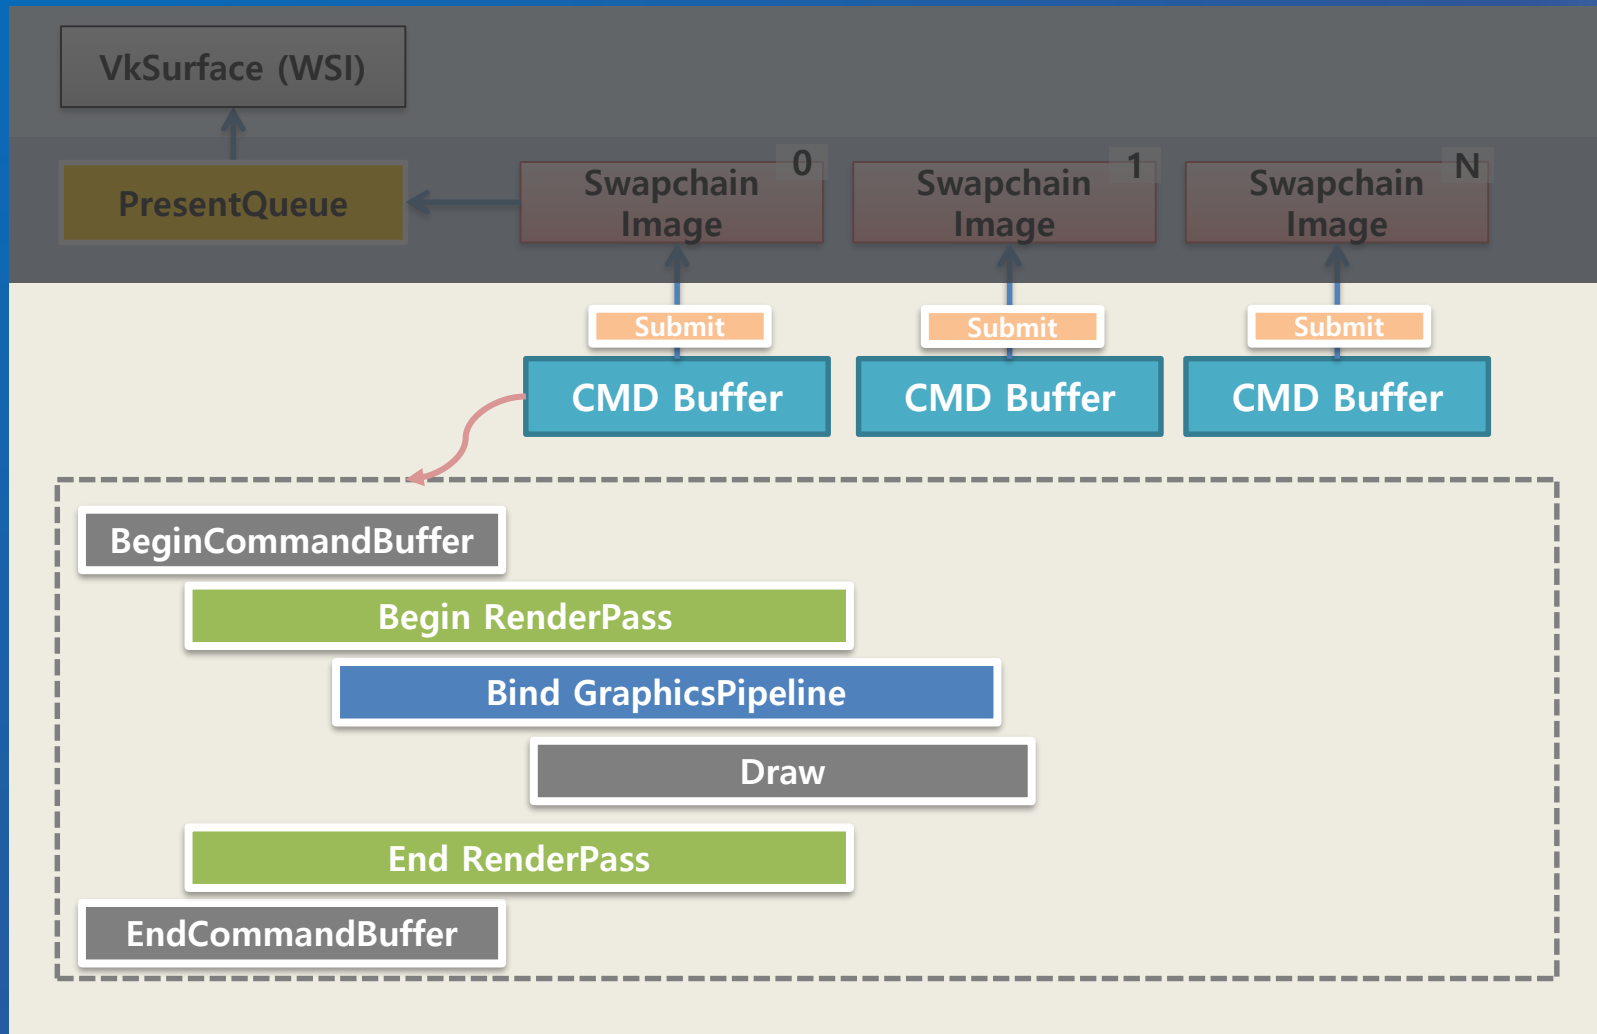 VkSurface (WSI)
PresentQueue
0
Swapchain
Image
1
Swapchain
Image
N
Swapchain
Image
Submit
Submit
Submit
CMD Buffer
CMD Buffer
CMD Buffer
BeginCommandBuffer
Begin RenderPass
Bind GraphicsPipeline
Draw
End RenderPass
EndCommandBuffer